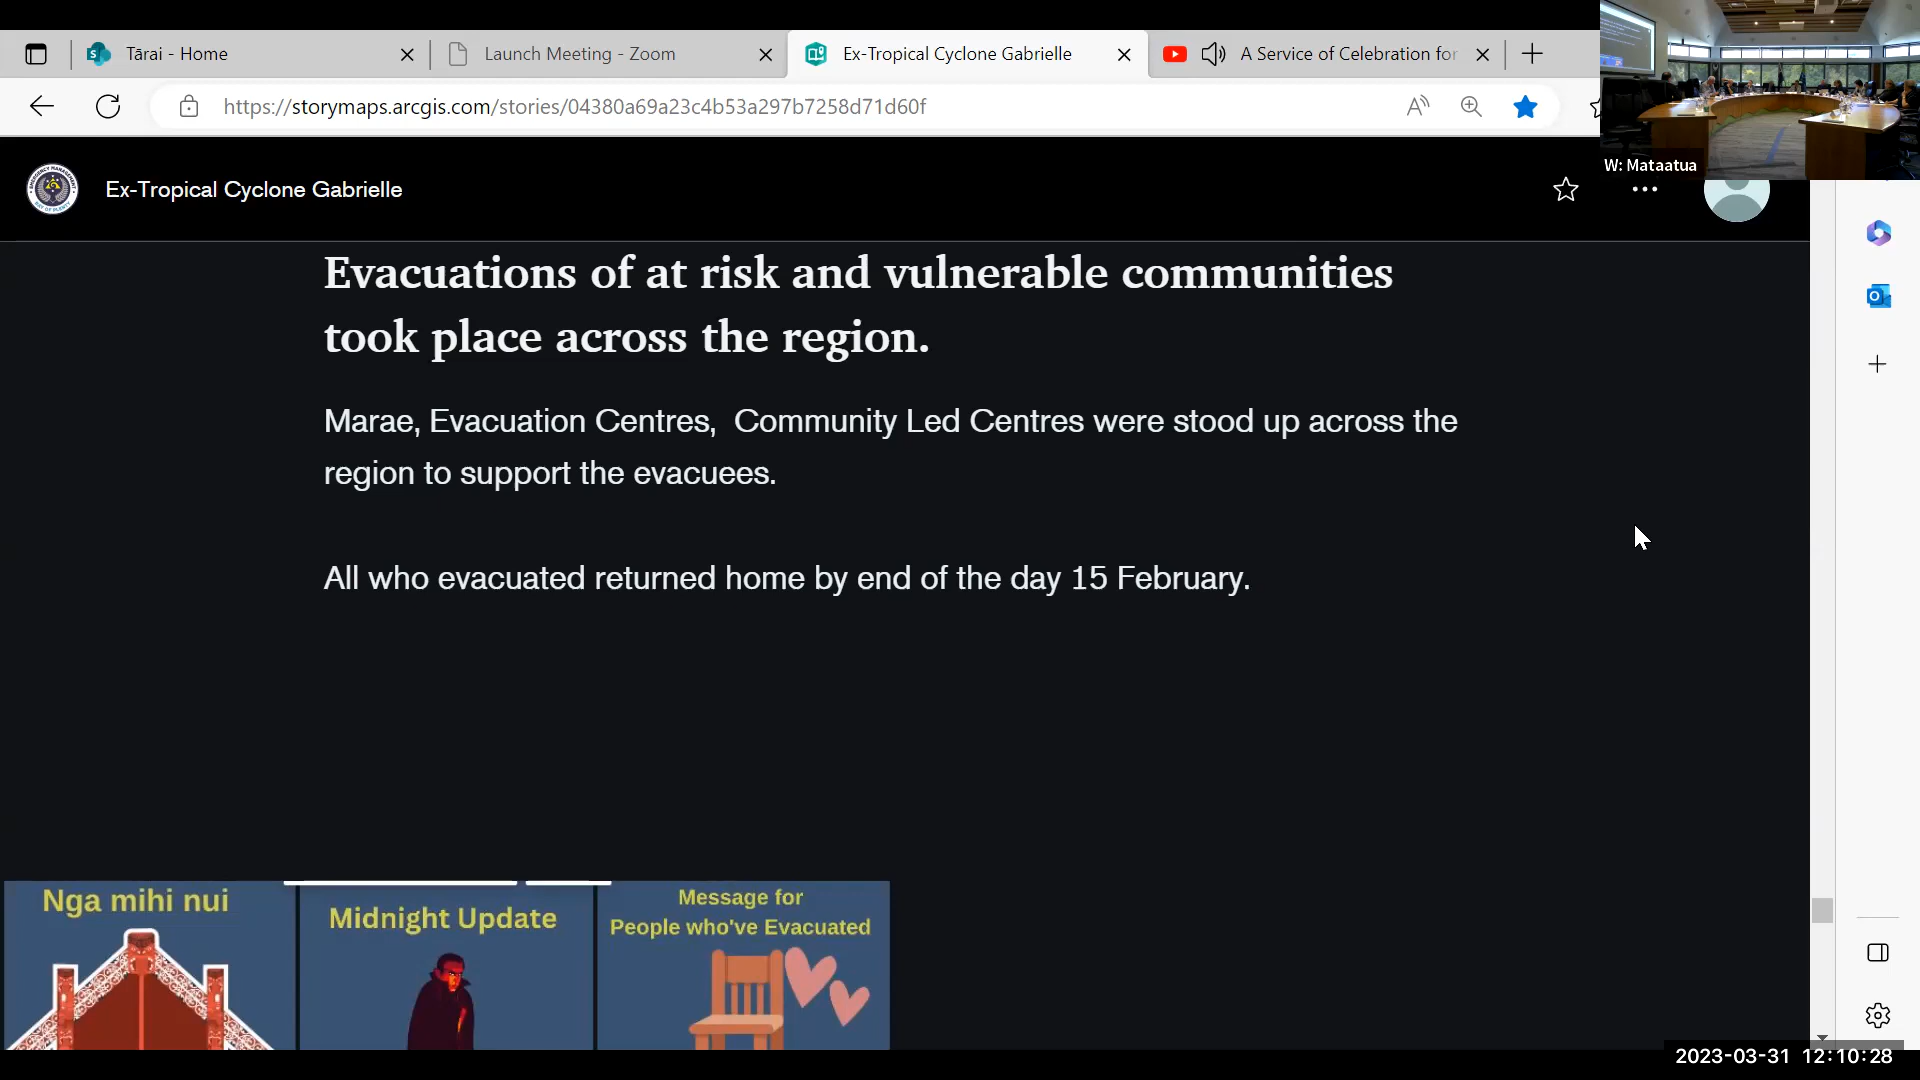 Tārai - Home
Launch Meeting - Zoom
Ex-Tropical Cyclone Gabrielle
A Service of Celebration for
https://storymaps.arcgis.com/stories/04380a69a23c4b53a297b7258d71d60f
W: Mataatua
Ex-Tropical Cyclone Gabrielle
Evacuations of at risk and vulnerable communities
took place across the region.
Marae, Evacuation Centres,  Community Led Centres were stood up across the
region to support the evacuees.
All who evacuated returned home by end of the day 15 February.
Nga mihi nui
Midnight Update
Message for
People who've Evacuated
2023-03-31 12:10:28